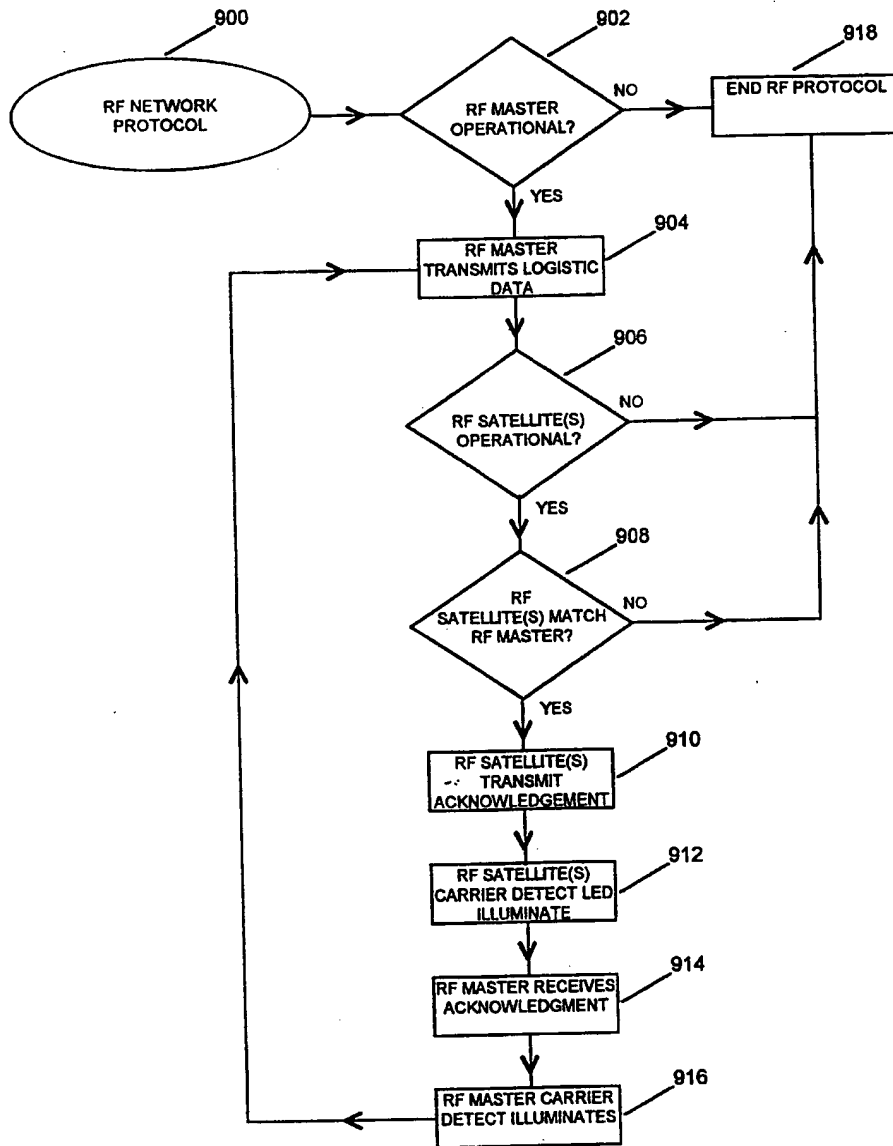 900
902
918
RF NETWORK
PROTOCOL
RF MASTER
OPERATIONAL?
NO
END RF PROTOCOL
YES
904
RF MASTER
TRANSMITS LOGISTIC
DATA
906
RF SATELLITE(S)
OPERATIONAL?
NO
YES
908
RF
SATELLITE(S) MATCH
RF MASTER?
NO
YES
910
RF SATELLITE(S)
TRANSMIT
ACKNOWLEDGEMENT
912
RF SATELLITE(S)
CARRIER DETECT LED
ILLUMINATE
914
RF MASTER RECEIVES
ACKNOWLEDGMENT
916
RF MASTER CARRIER
DETECT ILLUMINATES